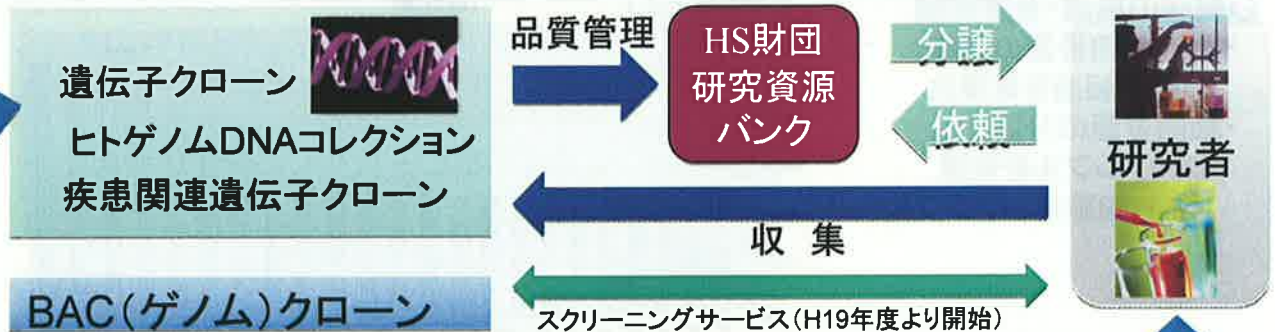 遺伝子クローン
ヒトゲノムDNAコレクション
疾患関連遺伝子クローン
品質管理
HS財団
研究資源
バンク
分譲
依頼
研究者
収 集
BAC(ゲノム)クローン
スクリーニングサービス(H19年度より開始)